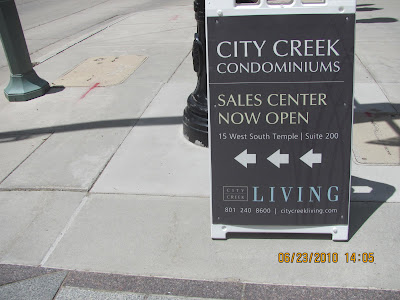 CITY CREEK
CONDOMINIUMS
SALES CENTER
NOW OPEN
15 West South Temple | Suite 200
CITY
CREEK
LIVING
801 240 8600 | citycreekliving.com
06/23/2010 14:05